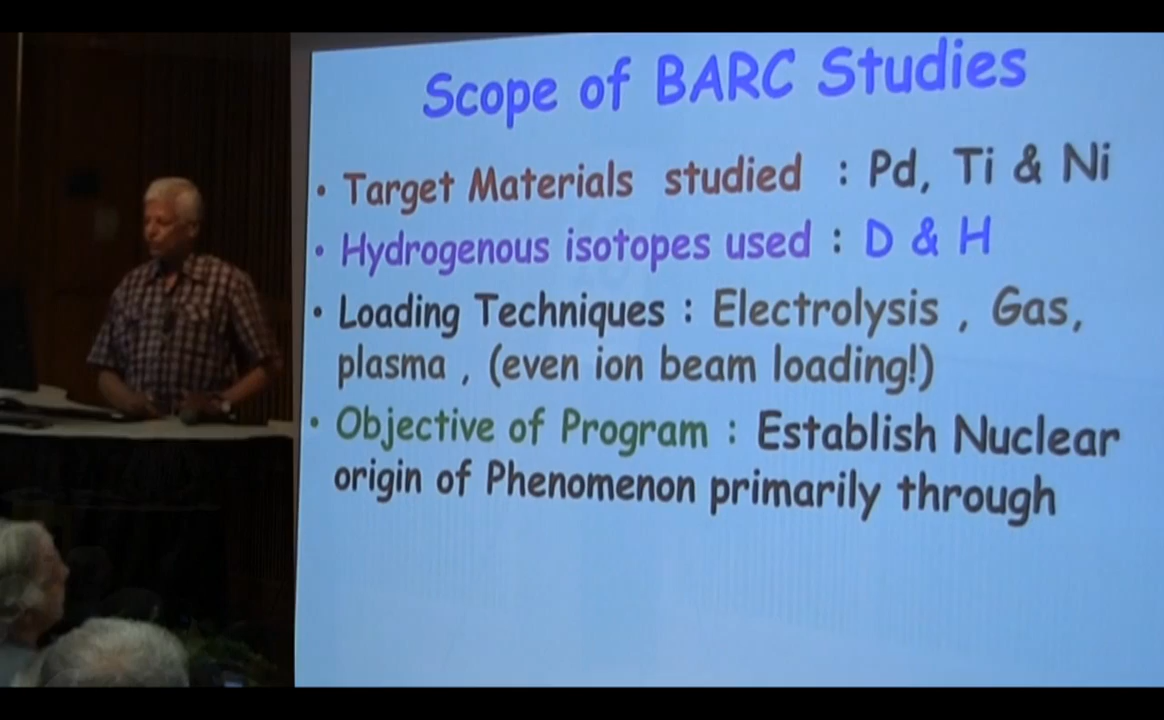 Scope of BARC Studies
• Target Materials studied : Pd, Ti & Ni
• Hydrogenous isotopes used : D & H
• Loading Techniques : Electrolysis , Gas,
plasma , (even ion beam loading!)
• Objective of Program : Establish Nuclear
origin of Phenomenon primarily through